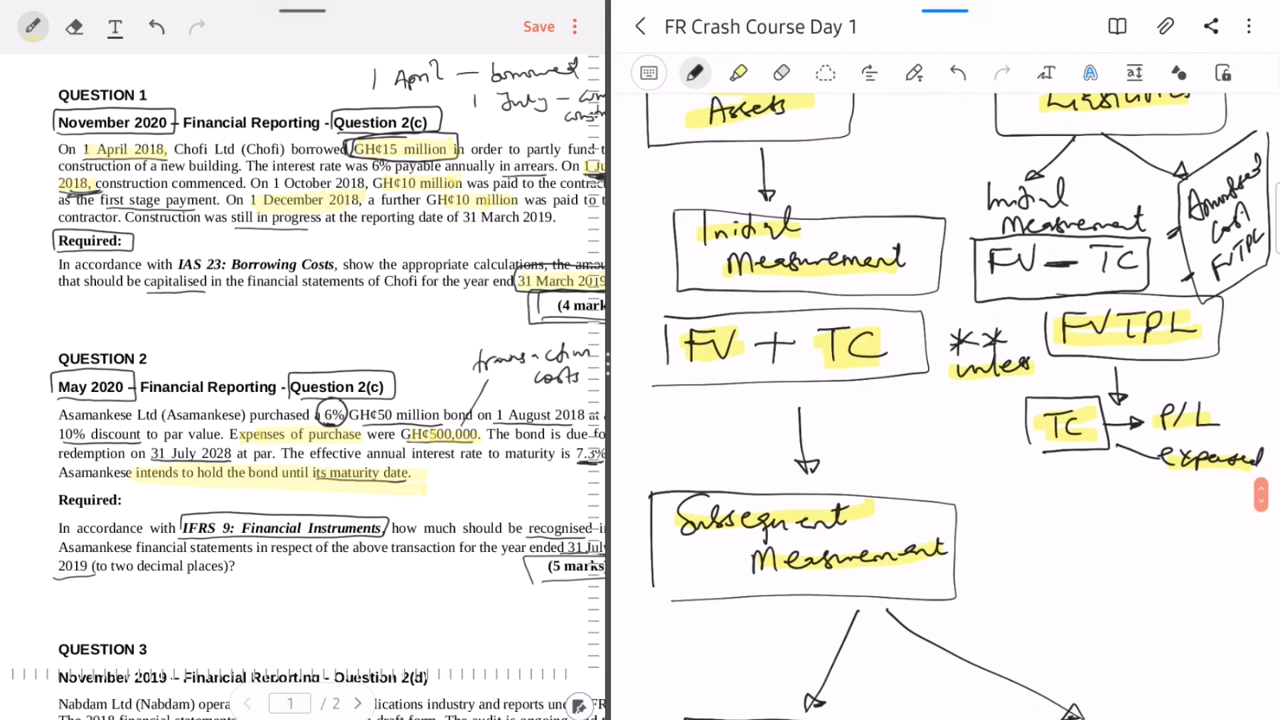 Save
FR Crash Course Day 1
1 April — borrowed
1 July —
QUESTION 1
November 2020 – Financial Reporting - Question 2(c)
On 1 April 2018, Chofi Ltd (Chofi) borrowed GH¢15 million in order to partly fund
construction of a new building. The interest rate was 6% payable annually in arrears. On 1
2018, construction commenced. On 1 October 2018, GH¢10 million was paid to the
as the first stage payment. On 1 December 2018, a further GH¢10 million was paid to
contractor. Construction was still in progress at the reporting date of 31 March 2019.
Required:
In accordance with IAS 23: Borrowing Costs, show the appropriate calculations, the
that should be capitalised in the financial statements of Chofi for the year end 31 March 2019
(4 mark
QUESTION 2
transaction
costs
May 2020 – Financial Reporting - Question 2(c)
Asamankese Ltd (Asamankese) purchased a 6% GH¢50 million bond on 1 August 2018 at
10% discount to par value. Expenses of purchase were GH¢500,000. The bond is due
redemption on 31 July 2028 at par. The effective annual interest rate to maturity is 7.3%
Asamankese intends to hold the bond until its maturity date.
Required:
In accordance with IFRS 9: Financial Instruments, how much should be recognised
Asamankese financial statements in respect of the above transaction for the year ended 31 July
2019 (to two decimal places)?
(5 marks
QUESTION 3
November 2019 – Financial Reporting - Question 2(d)
Nabdam Ltd (Nabdam) opera
lications industry and reports
1 / 2
Assets
Initial
Measurement
FV + TC
Subsequent
Measurement
Initial
Measurement
FV – TC
Amortised
Cost
FVTPL
** unless
FVTPL
TC → P/L
expensed